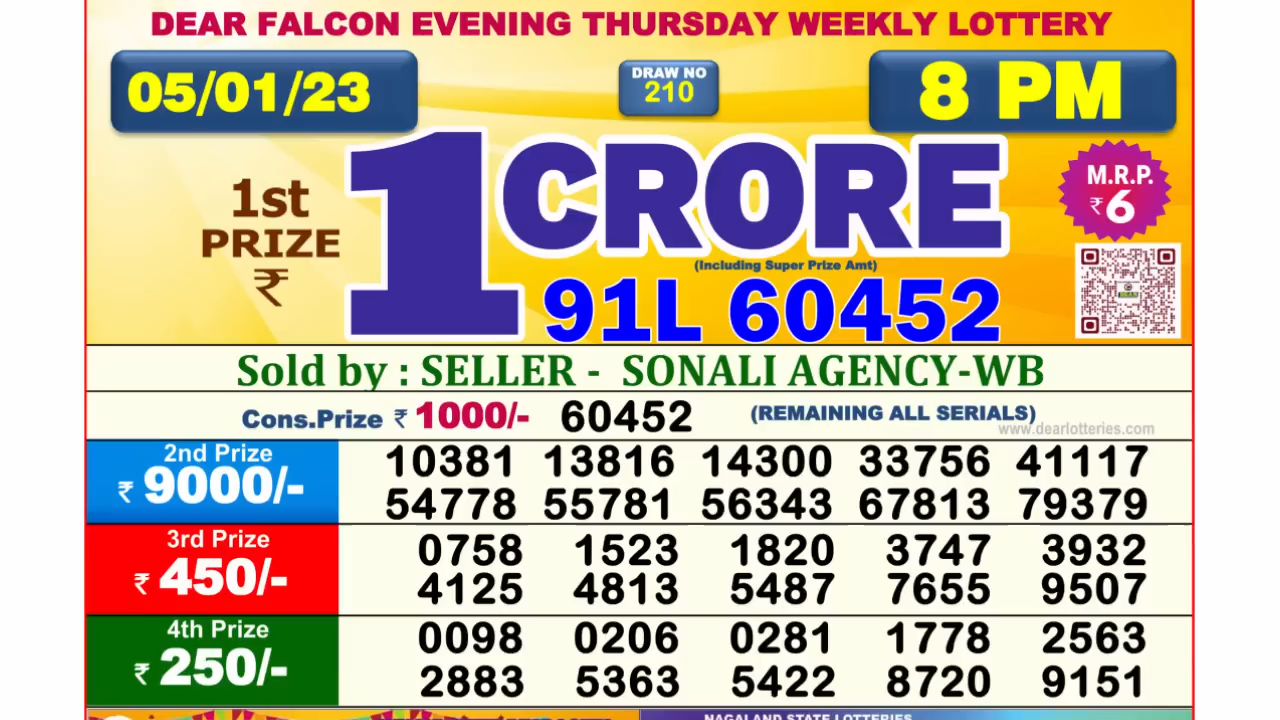 DEAR FALCON EVENING THURSDAY WEEKLY LOTTERY
05/01/23
DRAW NO
210
8 PM
1st
PRIZE
₹
1 CRORE
(Including Super Prize Amt)
91L 60452
M.R.P.
₹6
Sold by : SELLER - SONALI AGENCY-WB
Cons.Prize ₹ 1000/- 60452 (REMAINING ALL SERIALS)
www.dearlotteries.com
2nd Prize
₹ 9000/-
10381 13816 14300 33756 41117
54778 55781 56343 67813 79379
3rd Prize
₹ 450/-
0758 1523 1820 3747 3932
4125 4813 5487 7655 9507
4th Prize
₹ 250/-
0098 0206 0281 1778 2563
2883 5363 5422 8720 9151
NAGALAND STATE LOTTERIES